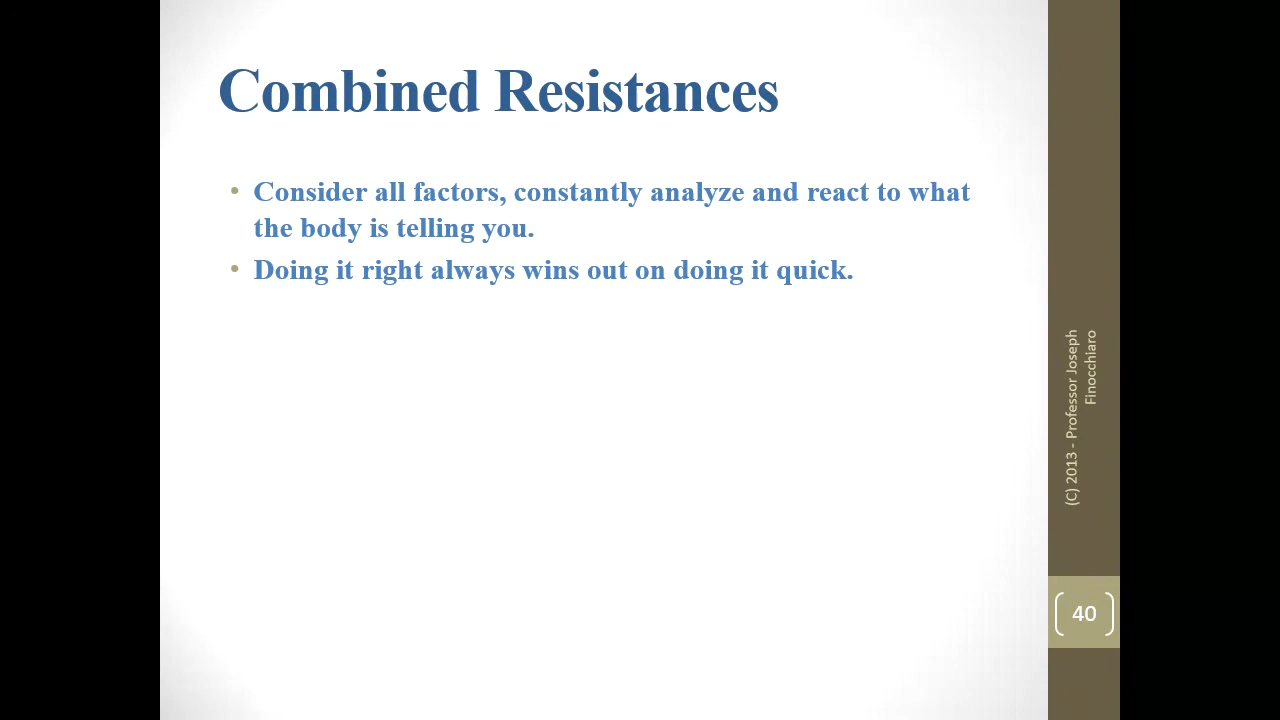 Combined Resistances
• Consider all factors, constantly analyze and react to what
the body is telling you.
• Doing it right always wins out on doing it quick.
(C) 2013 - Professor Joseph
Finocchiaro
40